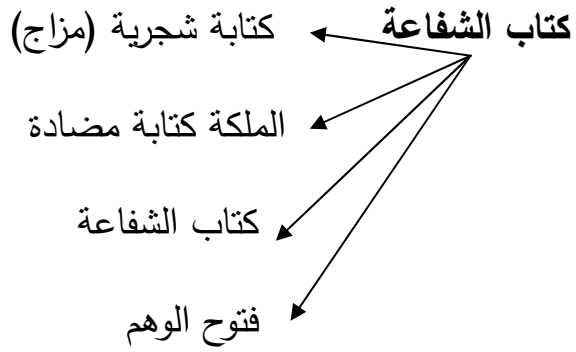 كتاب الشفاعة كتابة شجرية (مزاج)
الملكة كتابة مضادة
كتاب الشفاعة
فتوح الوهم